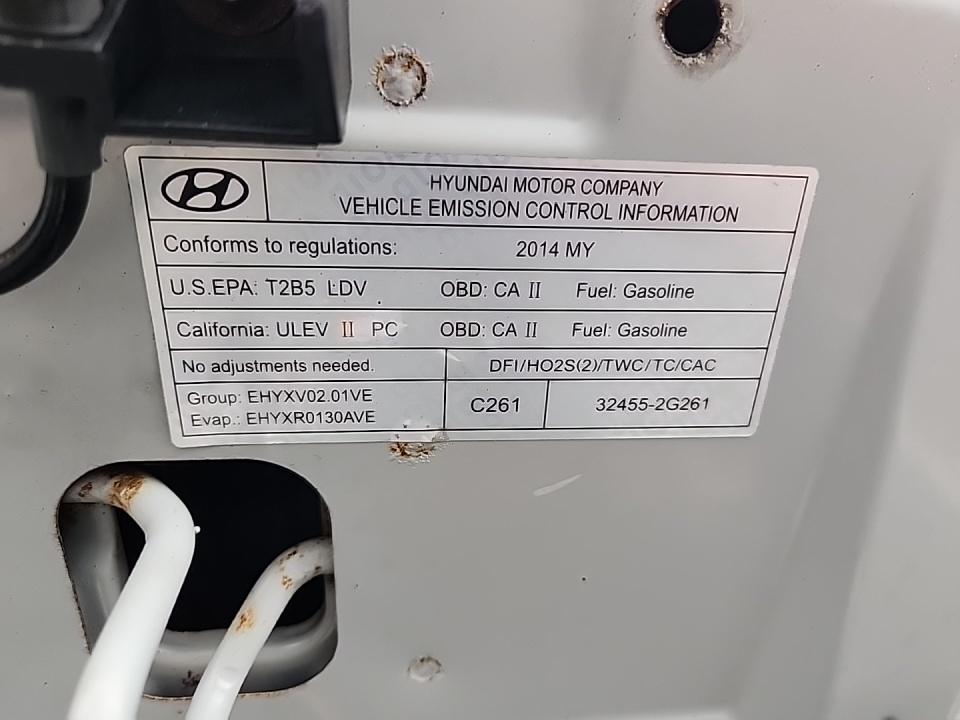 HYUNDAI MOTOR COMPANY
VEHICLE EMISSION CONTROL INFORMATION
Conforms to regulations: 2014 MY
U.S.EPA: T2B5 LDV OBD: CA II Fuel: Gasoline
California: ULEV II PC OBD: CA II Fuel: Gasoline
No adjustments needed. DFI/HO2S(2)/TWC/TC/CAC
Group: EHYXV02.01VE
Evap.: EHYXR0130AVE
C261 32455-2G261